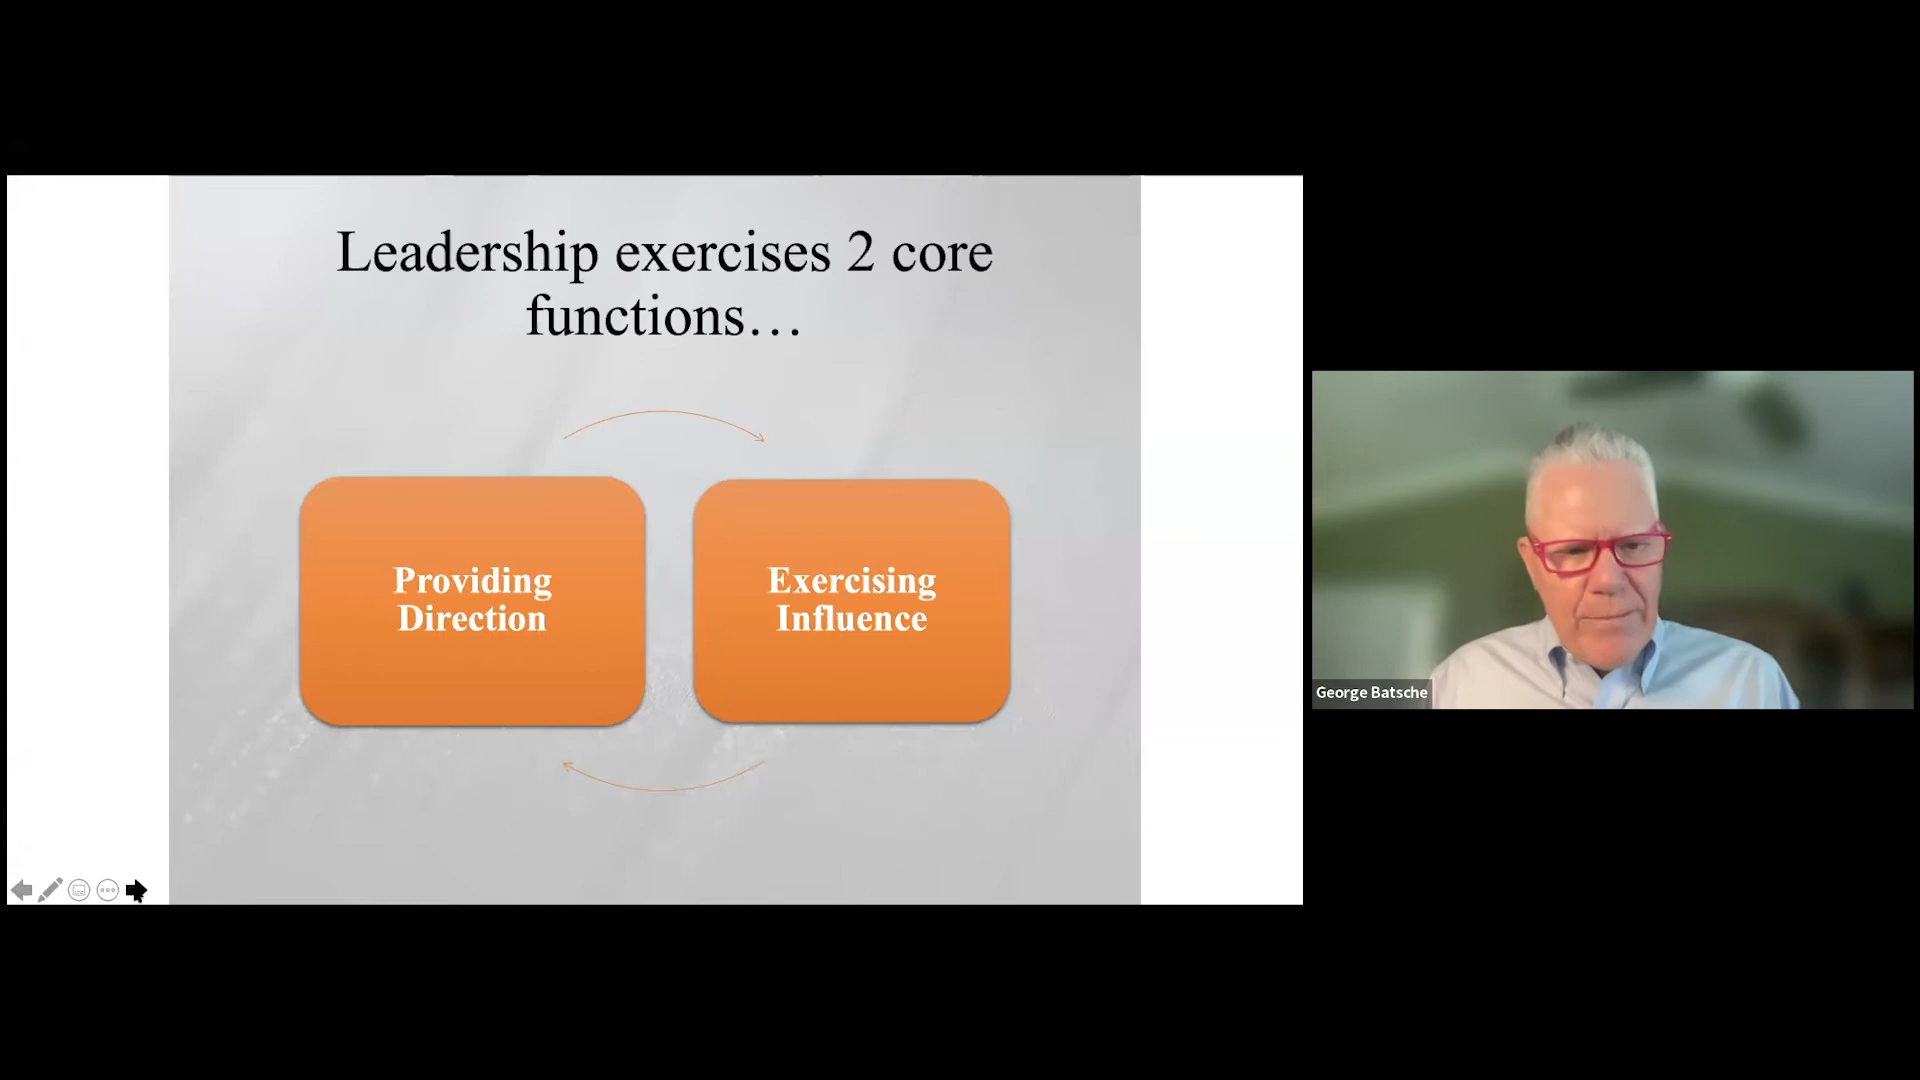 Leadership exercises 2 core
functions…
Providing
Direction
Exercising
Influence
George Batsche